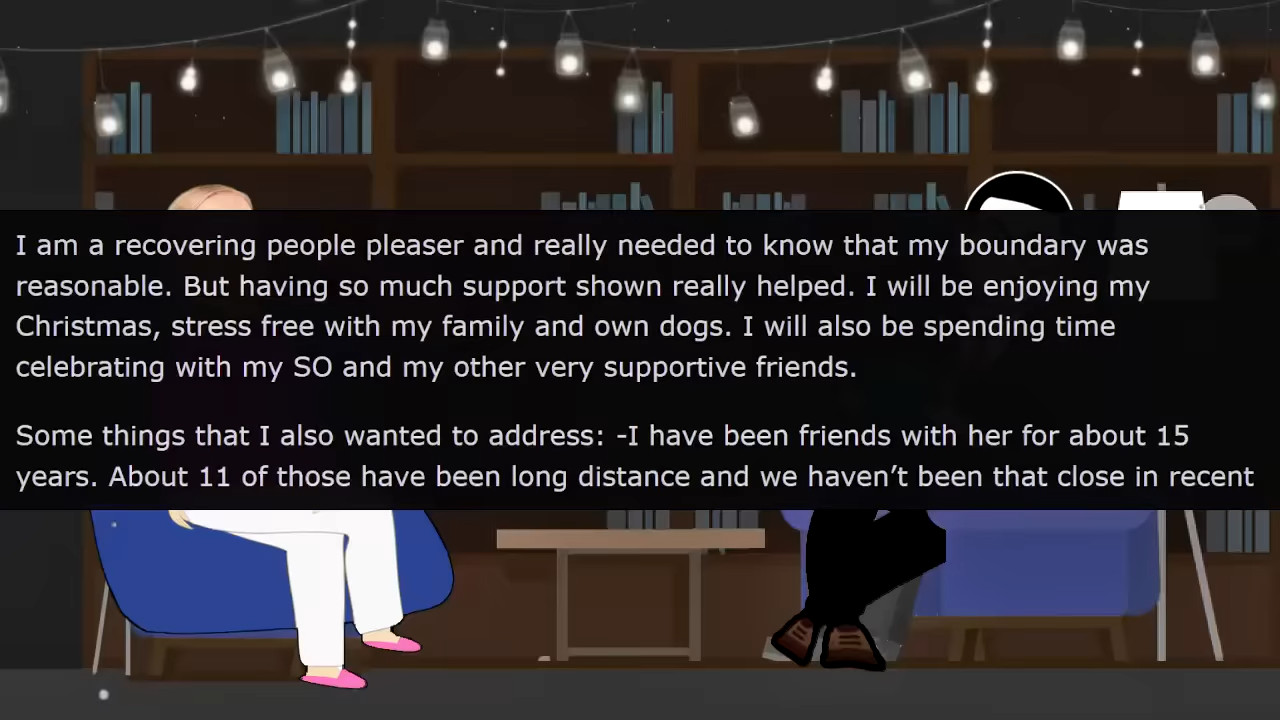 I am a recovering people pleaser and really needed to know that my boundary was
reasonable. But having so much support shown really helped. I will be enjoying my
Christmas, stress free with my family and own dogs. I will also be spending time
celebrating with my SO and my other very supportive friends.
Some things that I also wanted to address: -I have been friends with her for about 15
years. About 11 of those have been long distance and we haven’t been that close in recent